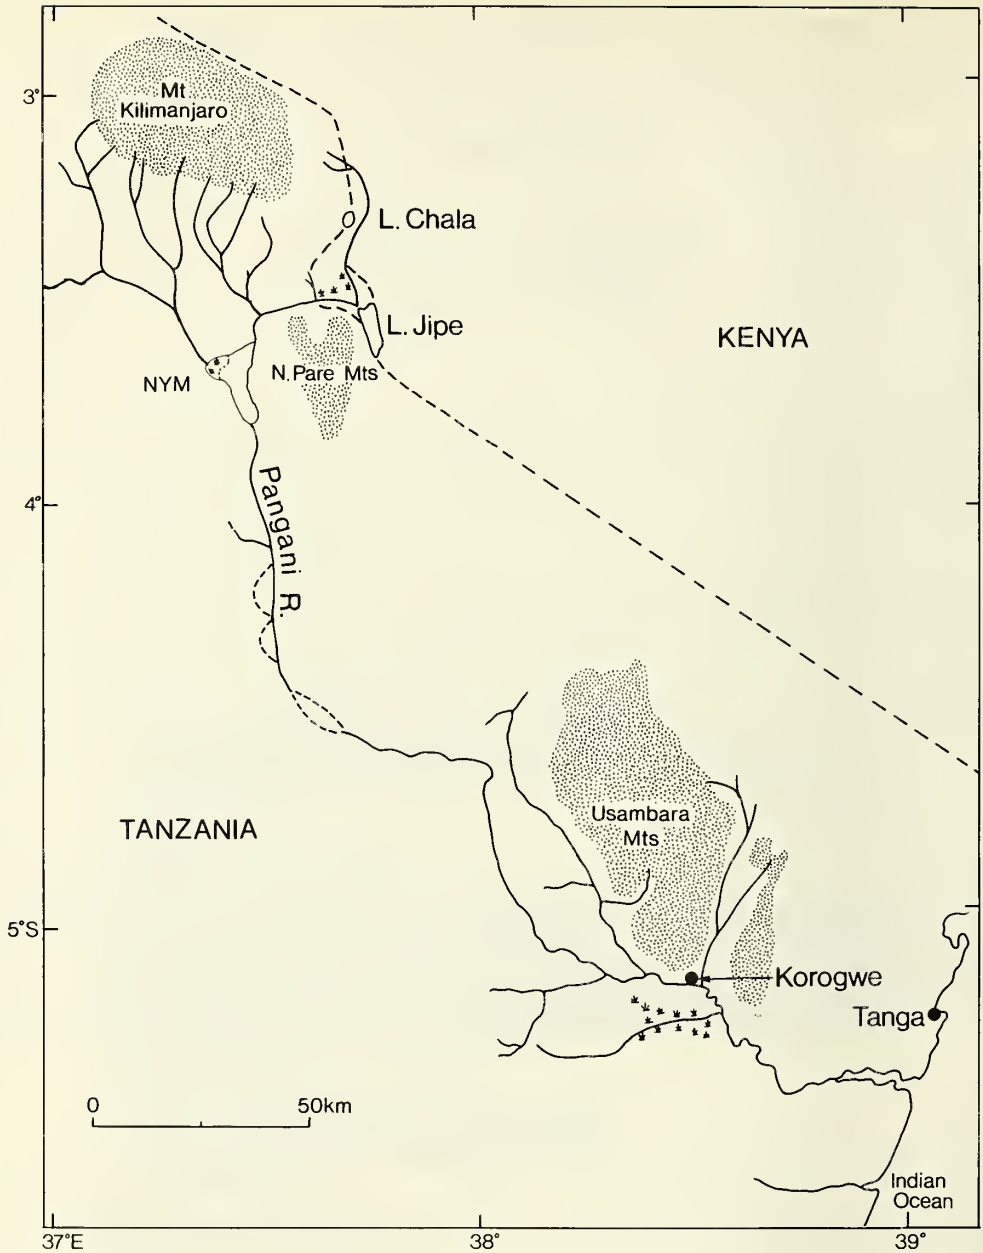 3°
Mt
Kilimanjaro
L. Chala
L. Jipe
KENYA
NYM
N. Pare Mts
4°
Pangani R.
TANZANIA
Usambara
Mts
5°S
Korogwe
Tanga
0 50km
Indian
Ocean
37°E 38° 39°